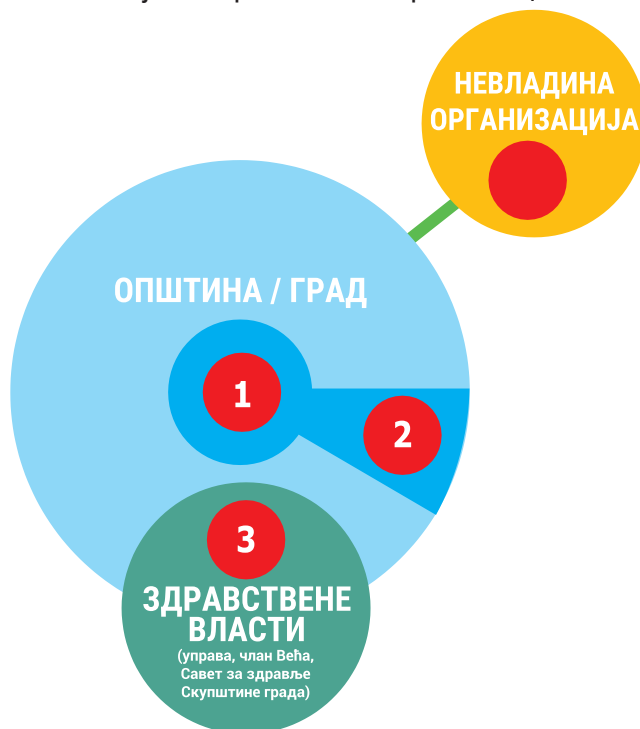 НЕВЛАДИНА
ОРГАНИЗАЦИЈА
ОПШТИНА / ГРАД
1
2
3
ЗДРАВСТВЕНЕ
ВЛАСТИ
(управа, члан Већа,
Савет за здравље
Скупштине града)